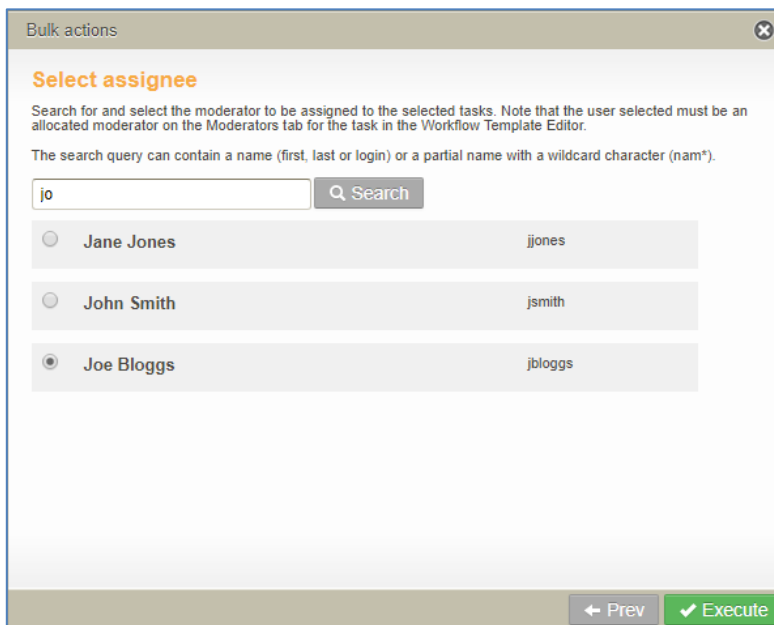 Bulk actions
Select assignee
Search for and select the moderator to be assigned to the selected tasks. Note that the user selected must be an
allocated moderator on the Moderators tab for the task in the Workflow Template Editor.
The search query can contain a name (first, last or login) or a partial name with a wildcard character (nam*).
jo Search
Jane Jones jjones
John Smith jsmith
Joe Bloggs jbloggs
Prev Execute